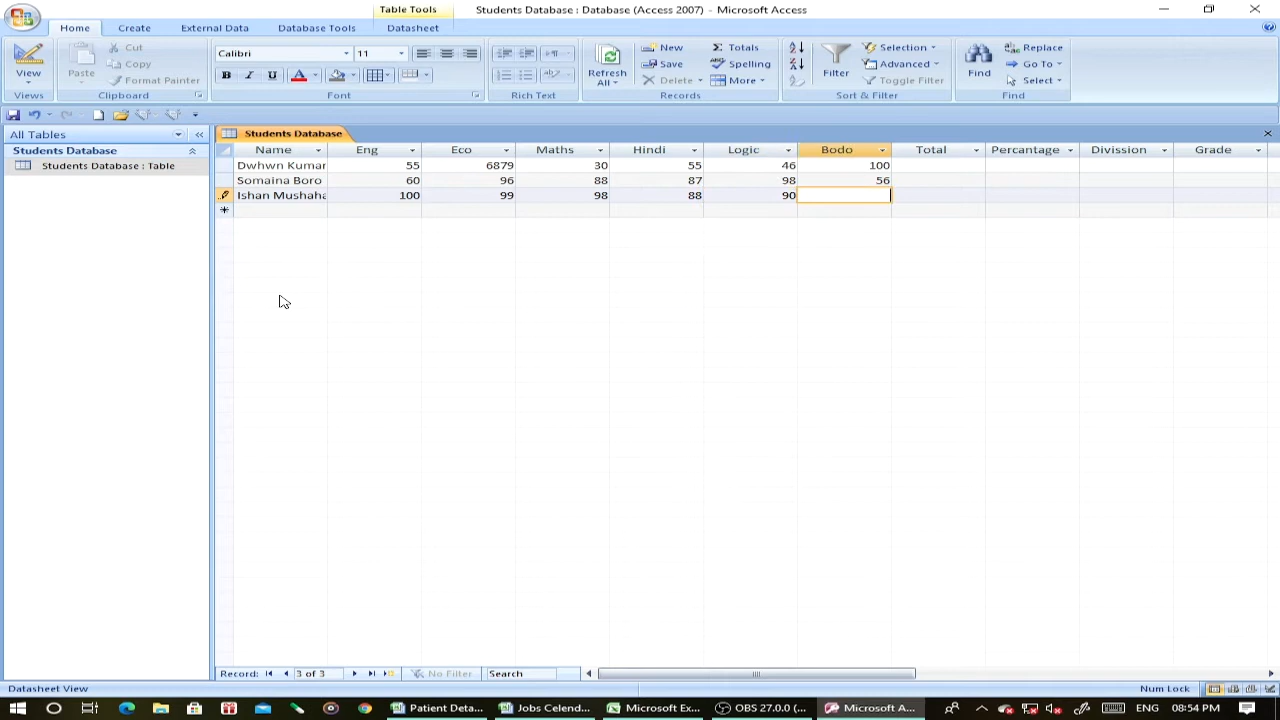 Table Tools
Students Database : Database (Access 2007) - Microsoft Access
Home Create External Data Database Tools Datasheet
View
Views
Paste
Cut
Copy
Format Painter
Clipboard
Calibri 11
B I U A
Font
Rich Text
Refresh All
New
Save
Delete
Totals
Spelling
More
Records
Filter
Selection
Advanced
Toggle Filter
Sort & Filter
Find
Replace
Go To
Select
Find
All Tables
Students Database
Students Database : Table
Students Database
Name Eng Eco Maths Hindi Logic Bodo Total Percantage Divission Grade
Dwhwn Kumar 55 6879 30 55 46 100
Somaina Boro 60 96 88 87 98 56
Ishan Mushaha 100 99 98 88 90
Record: 3 of 3 No Filter Search
Datasheet View Num Lock
Patient Deta... Jobs Celend... Microsoft Ex... OBS 27.0.0 (... Microsoft A... ENG 08:54 PM